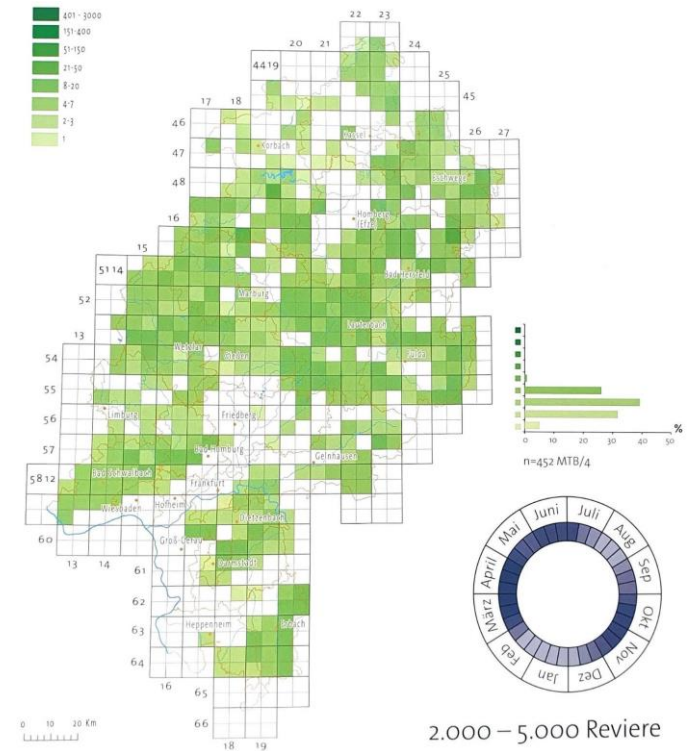 401 - 3000
151-400
51-150
21-50
8-20
4-7
2-3
1
22 23
20 21 24
4419 25
45
17 18
46 26 27
Kassel
Korbach
47
Eschwege
48
Homberg
(Efze)
16
15
Bad Hersfeld
5114
Marburg
52
Lauterbach
13
Wetzlar
Gießen
Fulda
54
55
Limburg
Friedberg
56
Bad Homburg
57
Gelnhausen
Bad Schwalbach
5812
Frankfurt
Wiesbaden
Hofheim
Dietzenbach
Groß-Gerau
60
13 14
Darmstadt
61
62
Erbach
Heppenheim
63
64
16
65
66
18 19
0 10 20 Km
0 10 20 30 40 50 %
n=452 MTB/4
Jan
Feb
März
April
Mai
Juni
Juli
Aug
Sep
Okt
Nov
Dez
2.000 – 5.000 Reviere